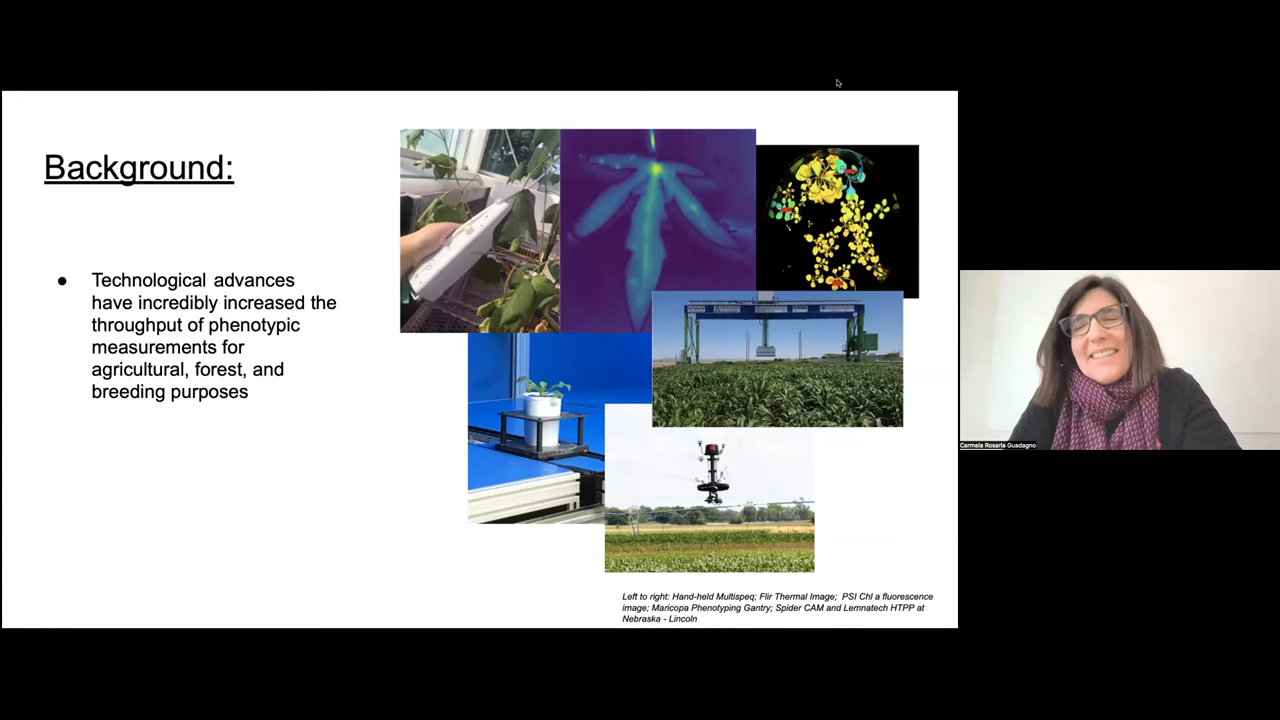 Background:
● Technological advances
have incredibly increased the
throughput of phenotypic
measurements for
agricultural, forest, and
breeding purposes
Left to right: Hand-held Multispeq; Flir Thermal Image; PSI Chl a fluorescence
image; Maricopa Phenotyping Gantry; Spider CAM and Lemnatech HTPP at
Nebraska - Lincoln
Carmela Rosaria Guadagno